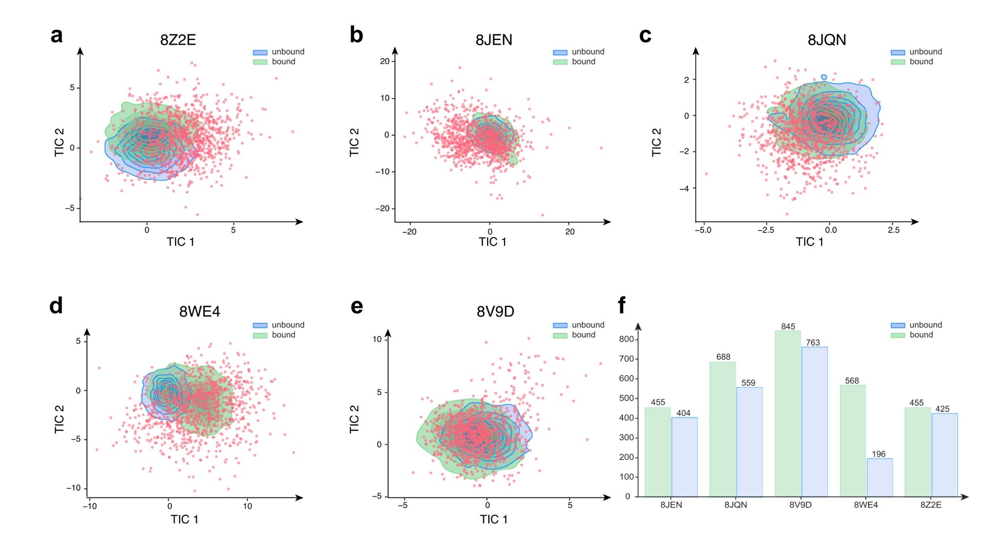 a
8Z2E
unbound
bound
TIC 2
5
0
−5
0
5
TIC 1
b
8JEN
unbound
bound
TIC 2
20
10
0
−10
−20
−20
0
20
TIC 1
c
8JQN
unbound
bound
TIC 2
2
0
−2
−4
−5.0
−2.5
0.0
2.5
TIC 1
d
8WE4
unbound
bound
TIC 2
5
0
−5
−10
−10
0
10
TIC 1
e
8V9D
unbound
bound
TIC 2
10
5
0
−5
−5
0
5
TIC 1
f
unbound
bound
800
700
600
500
400
300
200
100
0
455
404
688
559
845
763
568
196
455
425
8JEN
8JQN
8V9D
8WE4
8Z2E